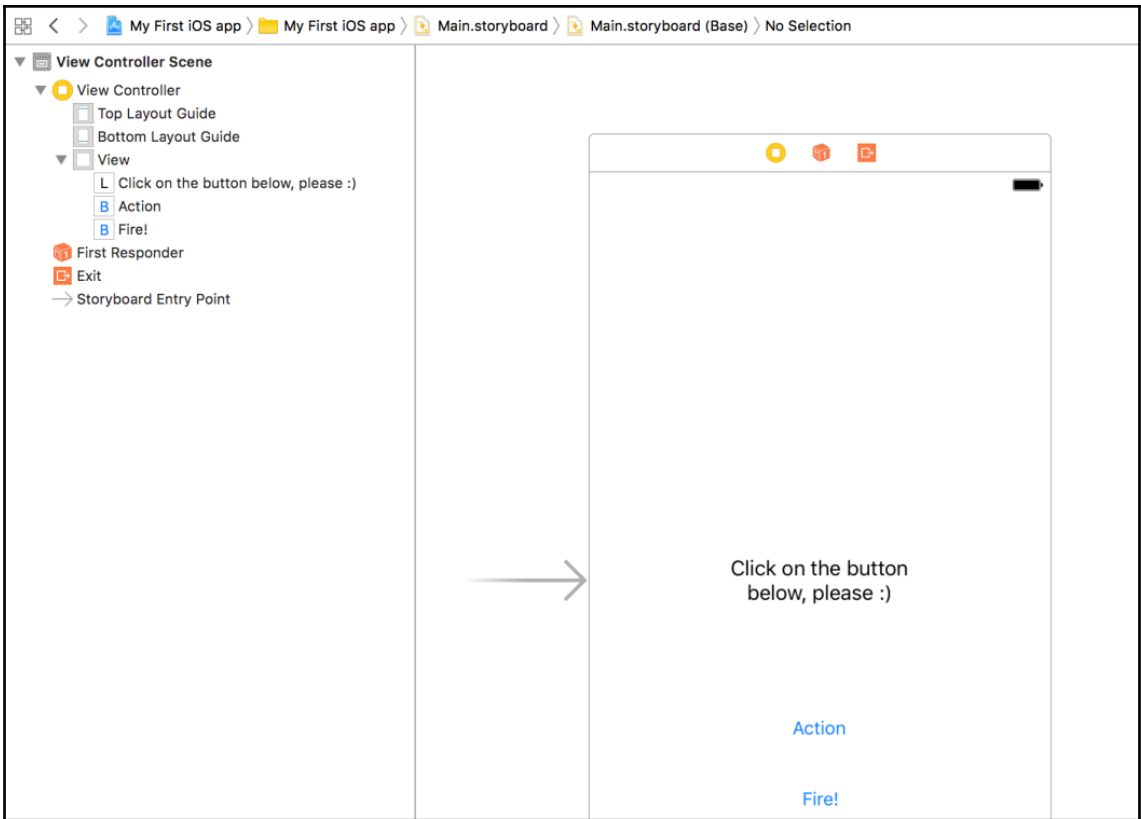 My First iOS app 〉 My First iOS app 〉 Main.storyboard 〉 Main.storyboard (Base) 〉 No Selection
View Controller Scene
View Controller
Top Layout Guide
Bottom Layout Guide
View
L Click on the button below, please :)
B Action
B Fire!
First Responder
Exit
Storyboard Entry Point
Click on the button
below, please :)
Action
Fire!